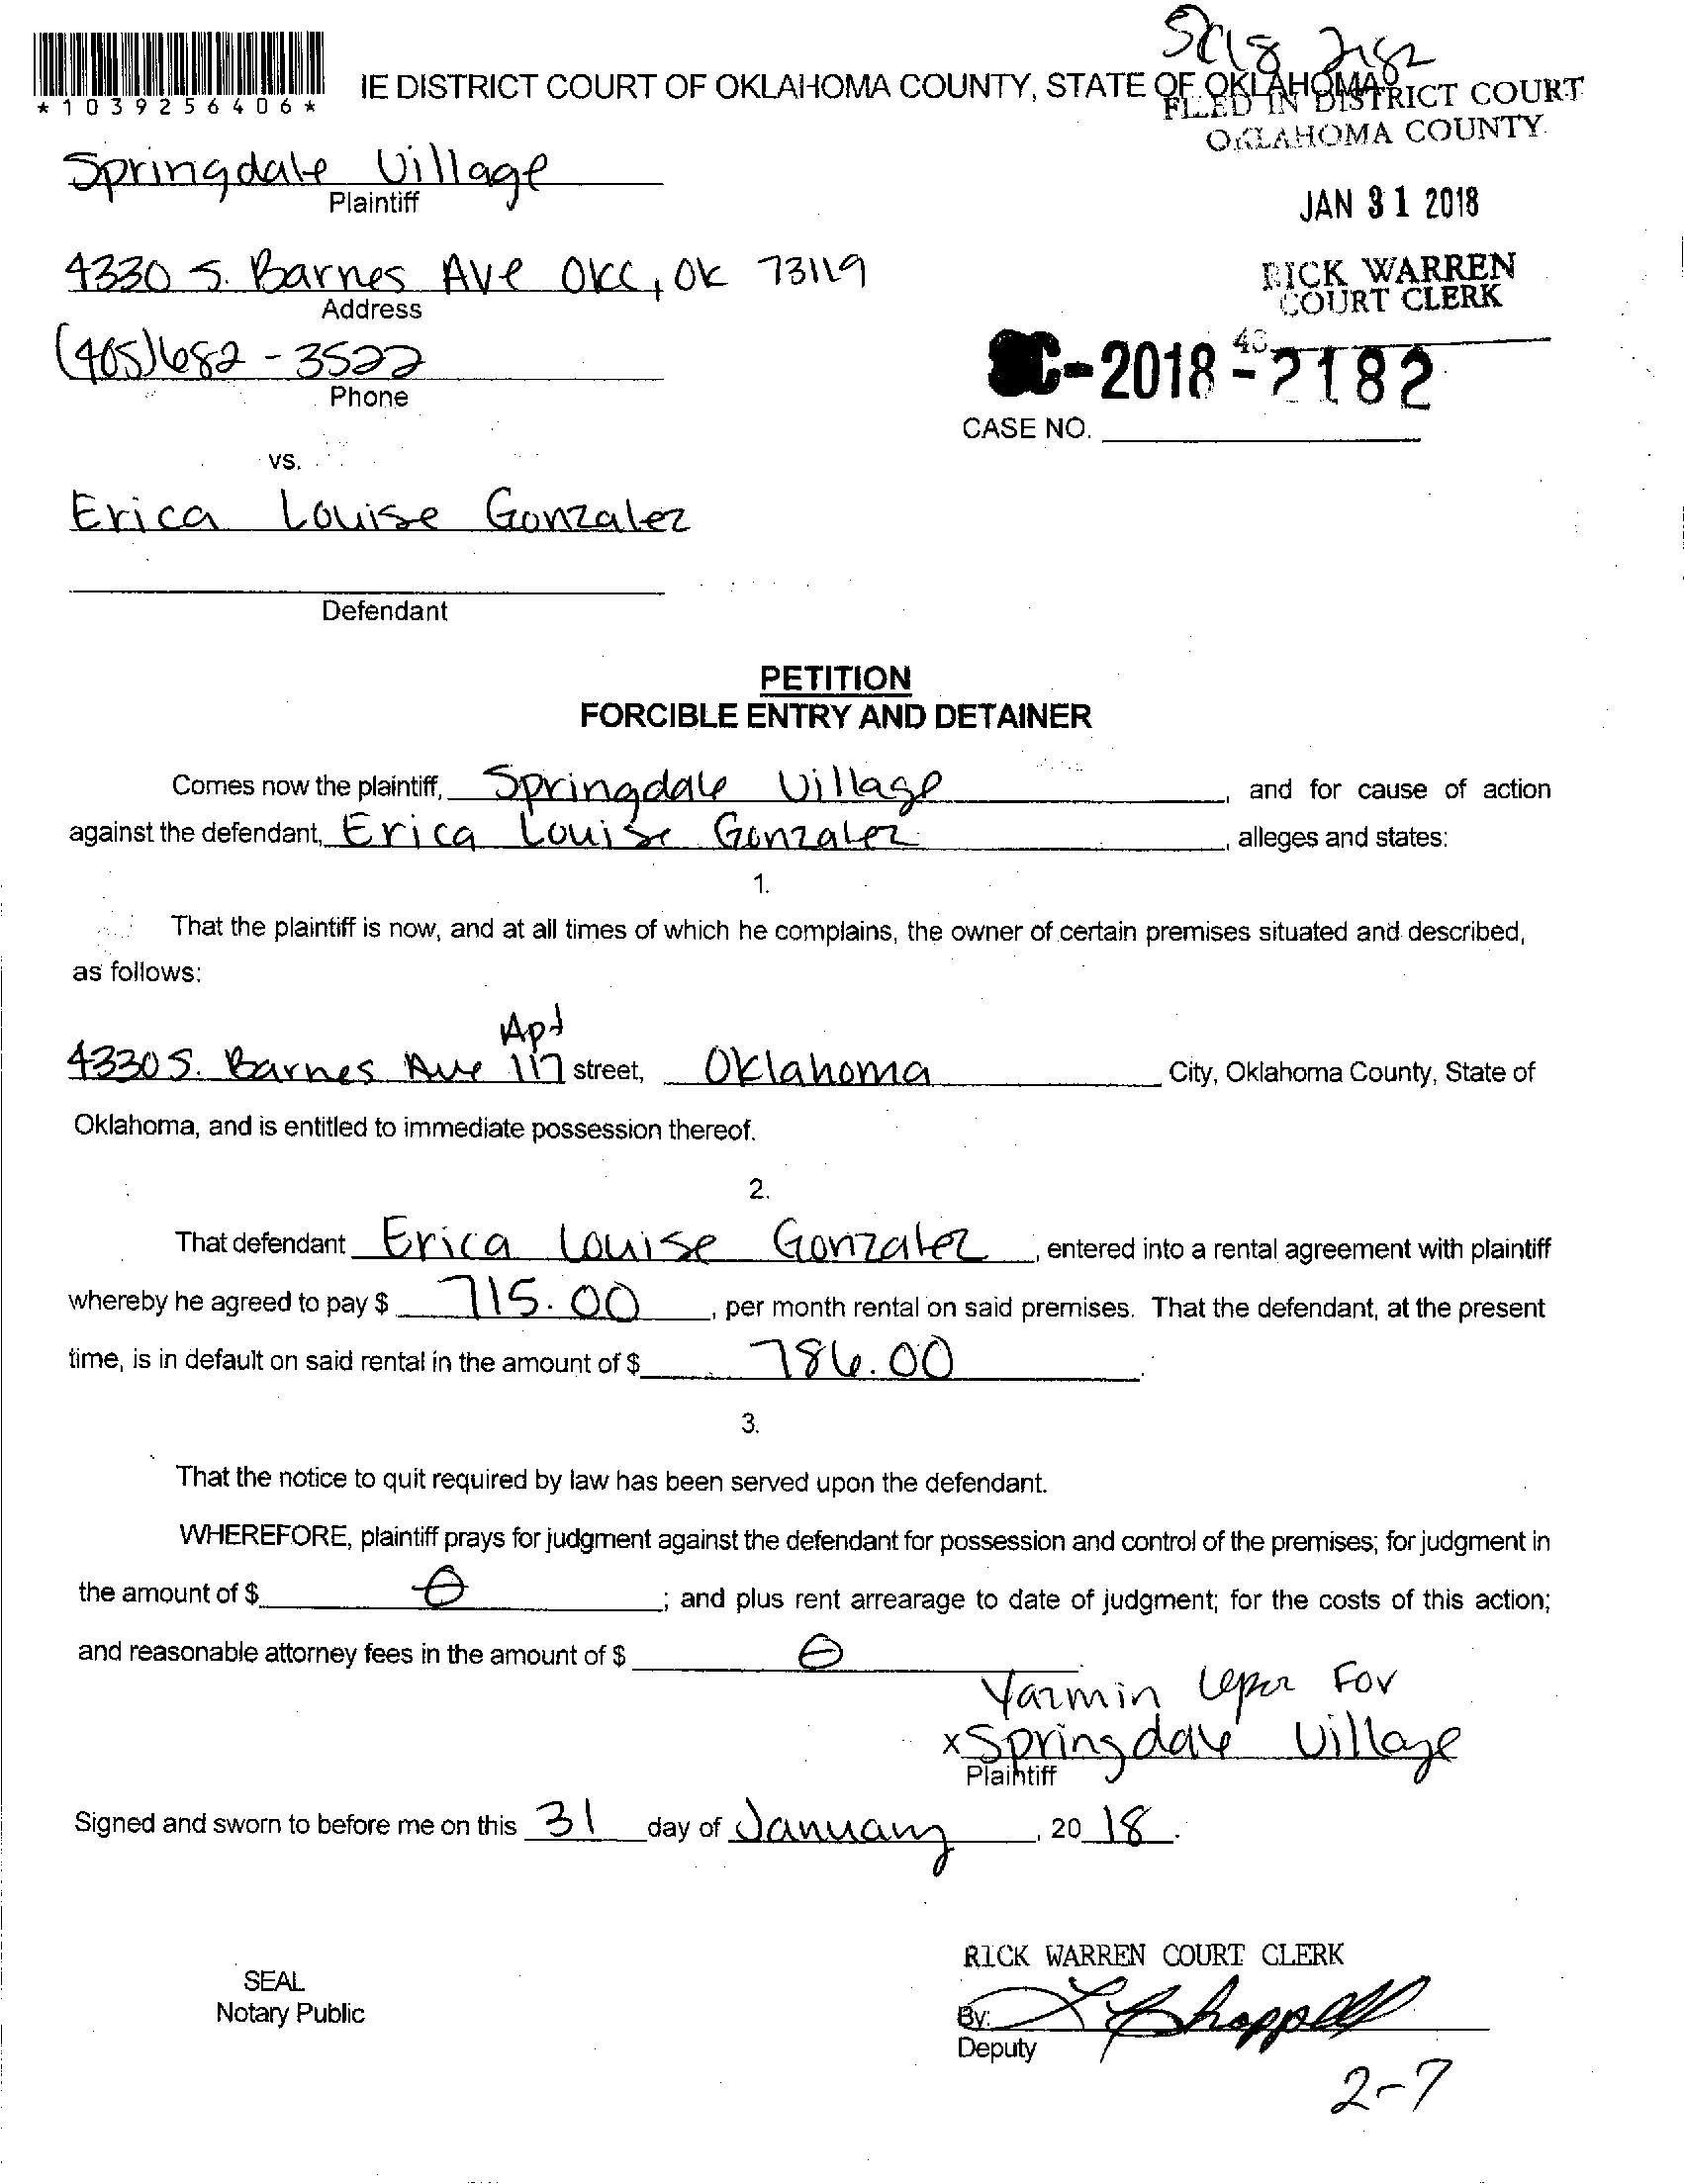 SC18 2182
IE DISTRICT COURT OF OKLAHOMA COUNTY, STATE OF OKLAHOMA
*1039256406*
FILED IN DISTRICT COURT
OKLAHOMA COUNTY
Springdale Village
Plaintiff
JAN 31 2018
4330 S. Barnes Ave OKC, OK 73119
Address
RICK WARREN
COURT CLERK
(405)682-3522
Phone
SC-2018-2182
CASE NO.
vs.
Erica Louise Gonzalez
Defendant
PETITION
FORCIBLE ENTRY AND DETAINER
Comes now the plaintiff, Springdale Village, and for cause of action
against the defendant, Erica Louise Gonzalez, alleges and states:
1.
That the plaintiff is now, and at all times of which he complains, the owner of certain premises situated and described,
as follows:
Apt
4330 S. Barnes Ave 117 street, Oklahoma City, Oklahoma County, State of
Oklahoma, and is entitled to immediate possession thereof.
2.
That defendant Erica Louise Gonzalez, entered into a rental agreement with plaintiff
whereby he agreed to pay $ 715.00, per month rental on said premises. That the defendant, at the present
time, is in default on said rental in the amount of $ 786.00.
3.
That the notice to quit required by law has been served upon the defendant.
WHEREFORE, plaintiff prays for judgment against the defendant for possession and control of the premises; for judgment in
the amount of $ 0; and plus rent arrearage to date of judgment; for the costs of this action;
and reasonable attorney fees in the amount of $ 0
Yazmin For
x Springdale Village
Plaintiff
Signed and sworn to before me on this 31 day of January, 20 18.
RICK WARREN COURT CLERK
SEAL
Notary Public
By: L Chappell
Deputy
2-7